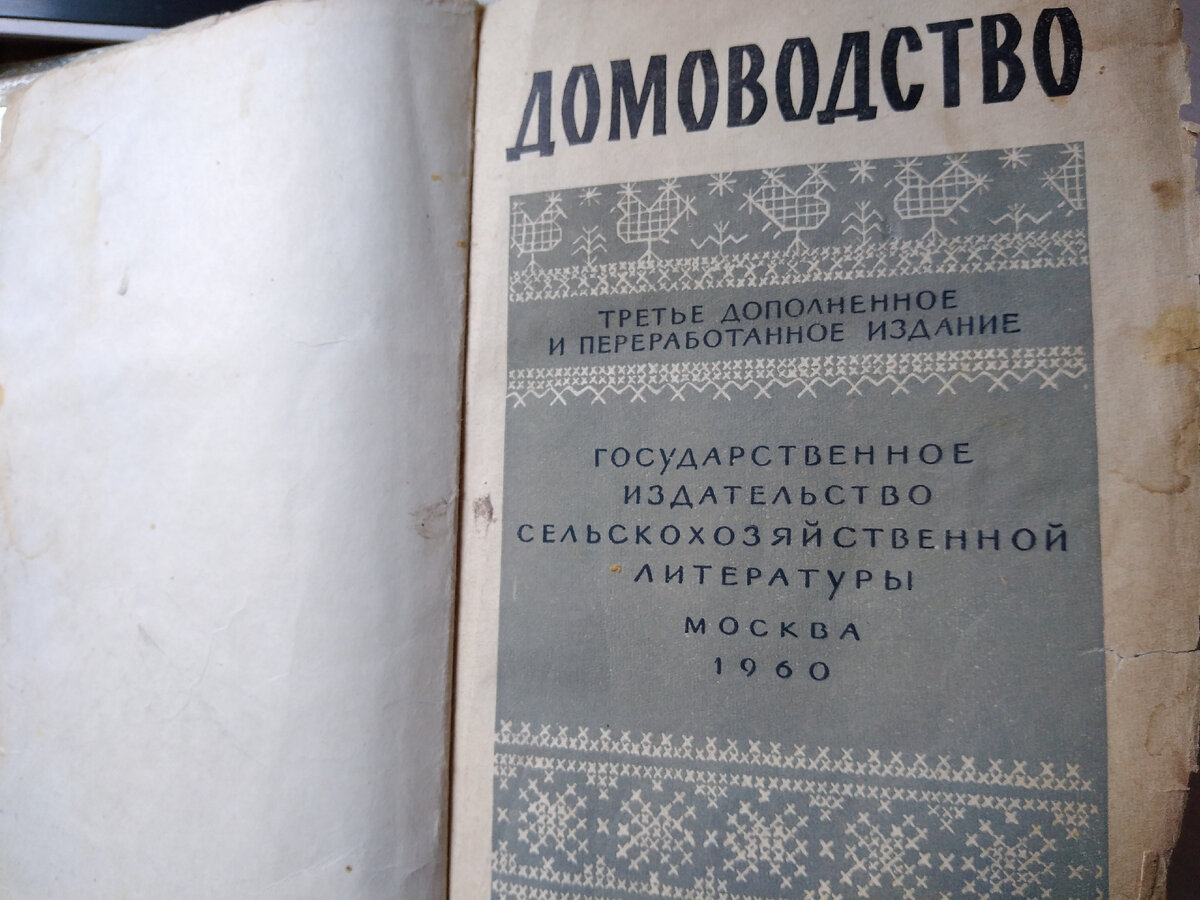 ДОМОВОДСТВО
ТРЕТЬЕ ДОПОЛНЕННОЕ
И ПЕРЕРАБОТАННОЕ ИЗДАНИЕ
ГОСУДАРСТВЕННОЕ
ИЗДАТЕЛЬСТВО
СЕЛЬСКОХОЗЯЙСТВЕННОЙ
ЛИТЕРАТУРЫ
МОСКВА
1960